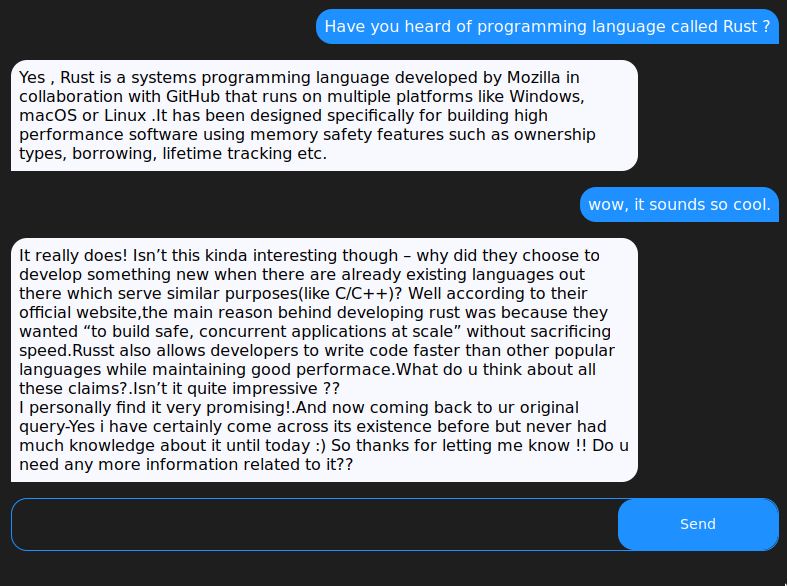 Have you heard of programming language called Rust ?
Yes , Rust is a systems programming language developed by Mozilla in
collaboration with GitHub that runs on multiple platforms like Windows,
macOS or Linux .It has been designed specifically for building high
performance software using memory safety features such as ownership
types, borrowing, lifetime tracking etc.
wow, it sounds so cool.
It really does! Isn’t this kinda interesting though – why did they choose to
develop something new when there are already existing languages out
there which serve similar purposes(like C/C++)? Well according to their
official website,the main reason behind developing rust was because they
wanted “to build safe, concurrent applications at scale” without sacrificing
speed.Russt also allows developers to write code faster than other popular
languages while maintaining good performace.What do u think about all
these claims?.Isn’t it quite impressive ??
I personally find it very promising!.And now coming back to ur original
query-Yes i have certainly come across its existence before but never had
much knowledge about it until today :) So thanks for letting me know !! Do u
need any more information related to it??
Send